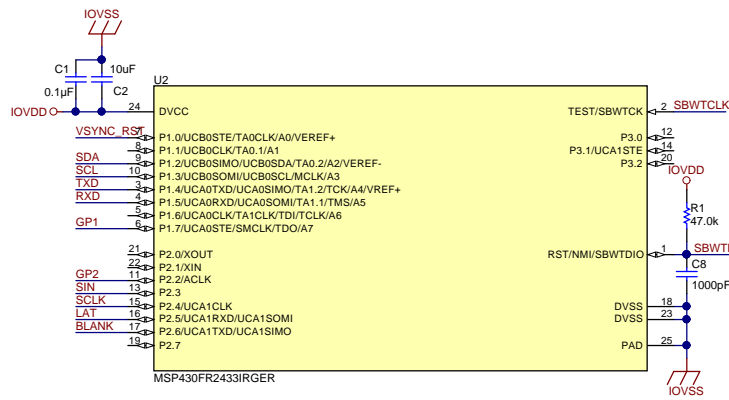 IOVSS
C1
10uF
0.1µF
C2
U2
IOVDD
24
DVCC
TEST/SBWTCK
2
SBWTCLK
VSYNC_RST
P1.0/UCB0STE/TA0CLK/A0/VEREF+
P3.0
12
8
P1.1/UCB0CLK/TA0.1/A1
P3.1/UCA1STE
14
SDA
9
P1.2/UCB0SIMO/UCB0SDA/TA0.2/A2/VEREF-
P3.2
20
SCL
10
P1.3/UCB0SOMI/UCB0SCL/MCLK/A3
IOVDD
TXD
3
P1.4/UCA0TXD/UCA0SIMO/TA1.2/TCK/A4/VREF+
RXD
4
P1.5/UCA0RXD/UCA0SOMI/TA1.1/TMS/A5
R1
47.0k
5
P1.6/UCA0CLK/TA1CLK/TDI/TCLK/A6
GP1
6
P1.7/UCA0STE/SMCLK/TDO/A7
21
P2.0/XOUT
RST/NMI/SBWTDIO
1
22
P2.1/XIN
C8
GP2
11
P2.2/ACLK
1000pF
SIN
13
P2.3
SCLK
15
P2.4/UCA1CLK
DVSS
18
LAT
16
P2.5/UCA1RXD/UCA1SOMI
DVSS
23
BLANK
17
P2.6/UCA1TXD/UCA1SIMO
19
P2.7
PAD
25
MSP430FR2433IRGER
IOVSS